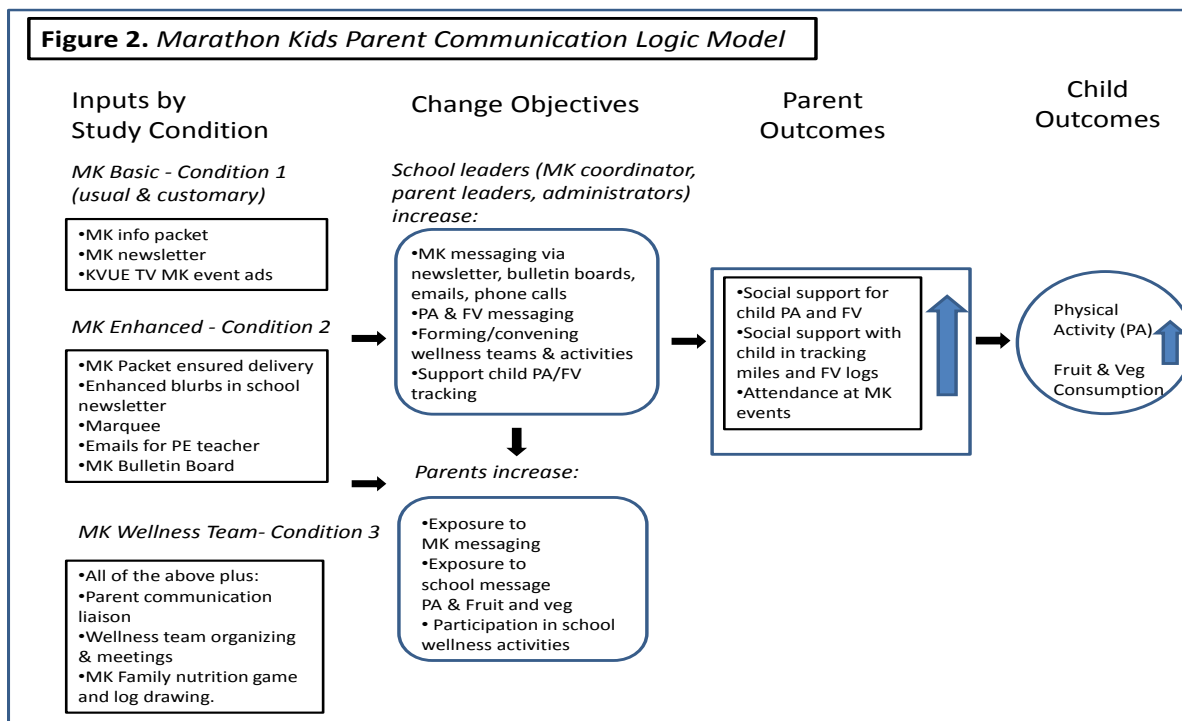 Figure 2. Marathon Kids Parent Communication Logic Model
Inputs by
Study Condition
MK Basic - Condition 1
(usual & customary)
•MK info packet
•MK newsletter
•KVUE TV MK event ads
MK Enhanced - Condition 2
•MK Packet ensured delivery
•Enhanced blurbs in school
newsletter
•Marquee
•Emails for PE teacher
•MK Bulletin Board
MK Wellness Team- Condition 3
•All of the above plus:
•Parent communication
liaison
•Wellness team organizing
& meetings
•MK Family nutrition game
and log drawing.
Change Objectives
School leaders (MK coordinator,
parent leaders, administrators)
increase:
•MK messaging via
newsletter, bulletin boards,
emails, phone calls
•PA & FV messaging
•Forming/convening
wellness teams & activities
•Support child PA/FV
tracking
Parents increase:
•Exposure to
MK messaging
•Exposure to
school message
PA & Fruit and veg
• Participation in school
wellness activities
Parent
Outcomes
•Social support for
child PA and FV
•Social support with
child in tracking
miles and FV logs
•Attendance at MK
events
Child
Outcomes
Physical
Activity (PA)
Fruit & Veg
Consumption